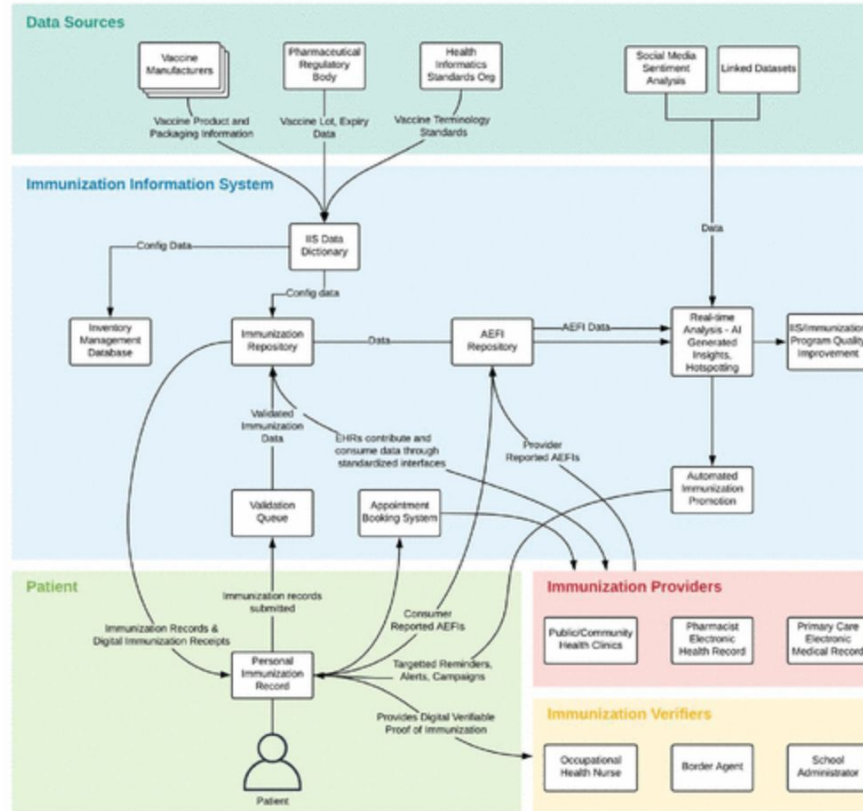 Data Sources
Vaccine
Manufacturers
Pharmaceutical
Regulatory
Body
Health
Informatics
Standards Org
Social Media
Sentiment
Analysis
Linked Datasets
Vaccine Product and
Packaging Information
Vaccine Lot, Expiry
Data
Vaccine Terminology
Standards
Immunization Information System
Data
IIS Data
Dictionary
Config Data
Config data
Inventory
Management
Database
Immunization
Repository
Data
AEFI
Repository
AEFI Data
Real-time
Analysis - AI
Generated
Insights,
Hotspotting
IIS/Immunization
Program Quality
Improvement
Validated
Immunization
Data
EHRs contribute and
consume data through
standardized interfaces
Provider
Reported AEFIs
Automated
Immunization
Promotion
Validation
Queue
Appointment
Booking System
Patient
Immunization records
submitted
Consumer
Reported AEFIs
Immunization Records &
Digital Immunization Receipts
Personal
Immunization
Record
Targetted Reminders,
Alerts, Campaigns
Provides Digital Verifiable
Proof of Immunization
Patient
Immunization Providers
Public/Community
Health Clinics
Pharmacist
Electronic
Health Record
Primary Care
Electronic
Medical Record
Immunization Verifiers
Occupational
Health Nurse
Border Agent
School
Administrator